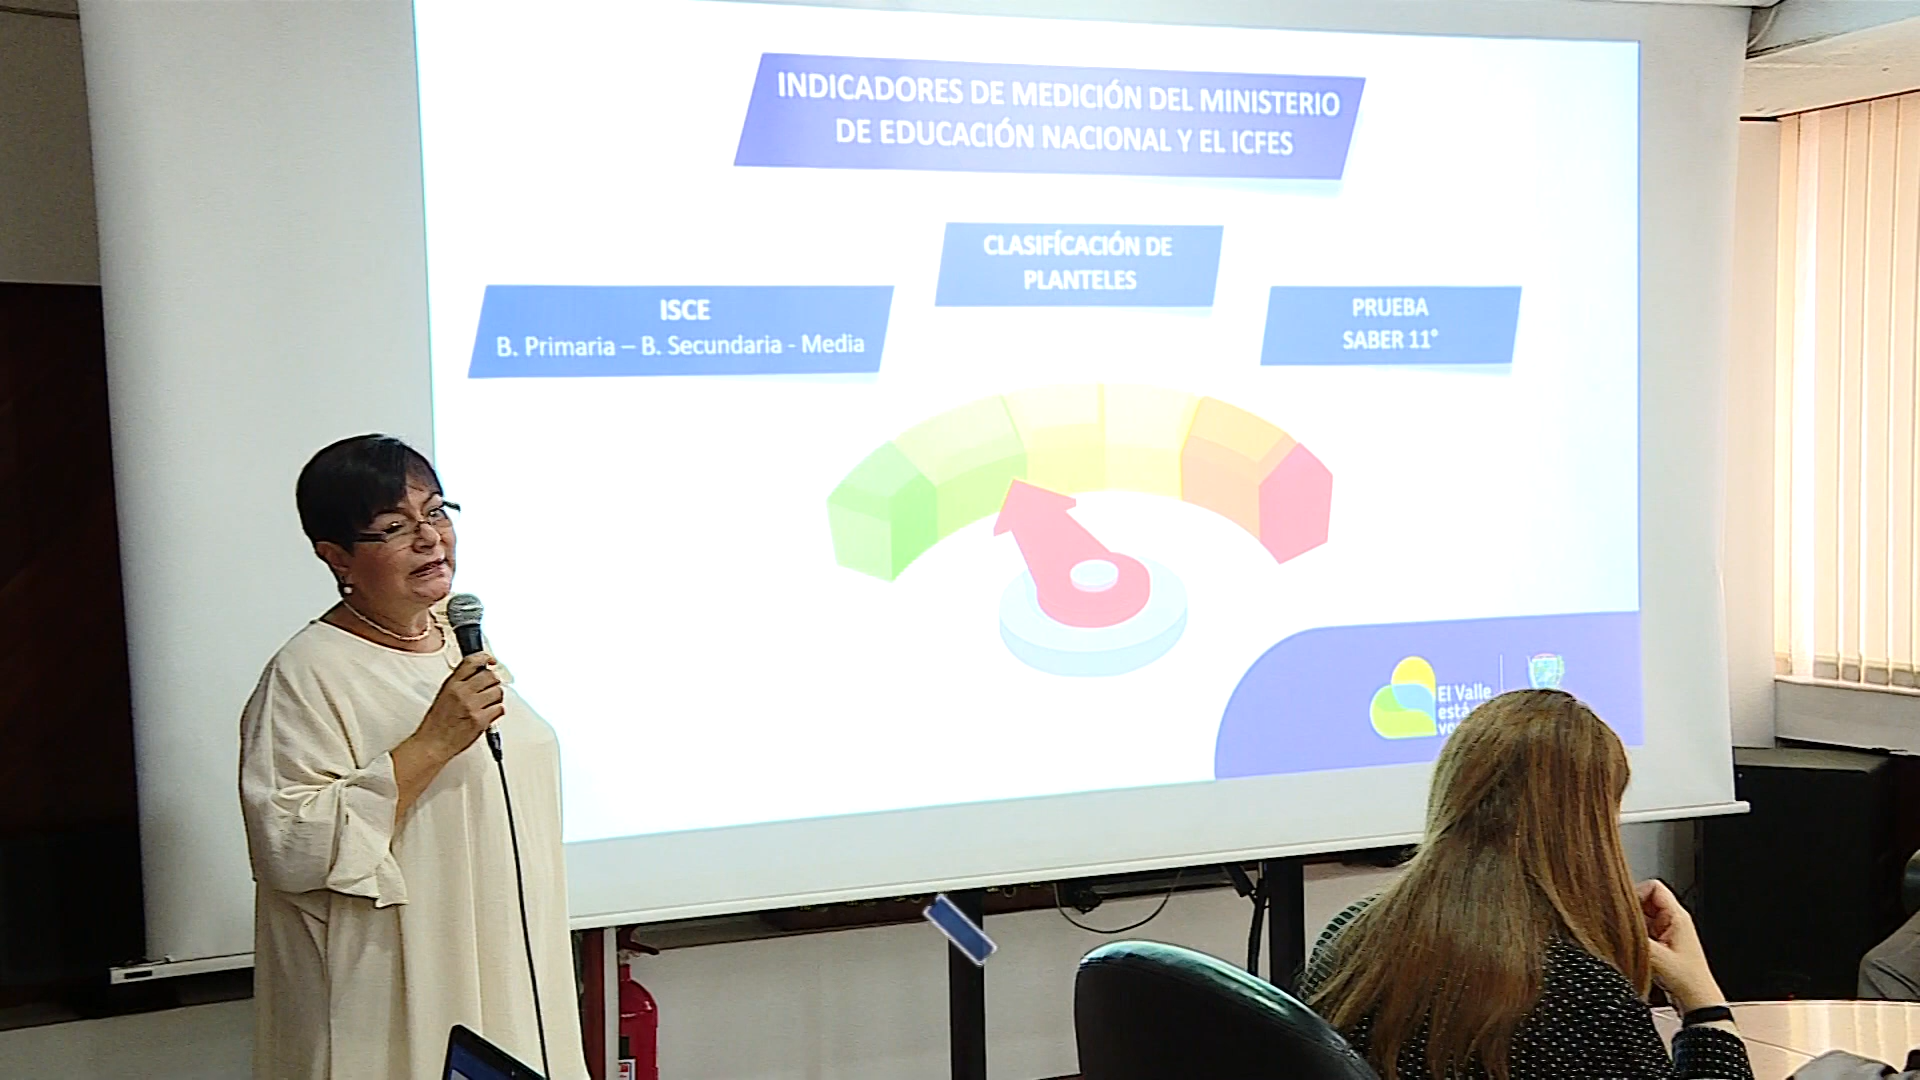 INDICADORES DE MEDICIÓN DEL MINISTERIO
DE EDUCACIÓN NACIONAL Y EL ICFES
CLASIFÍCACIÓN DE
PLANTELES
ISCE
B. Primaria – B. Secundaria - Media
PRUEBA
SABER 11°
El Valle
está